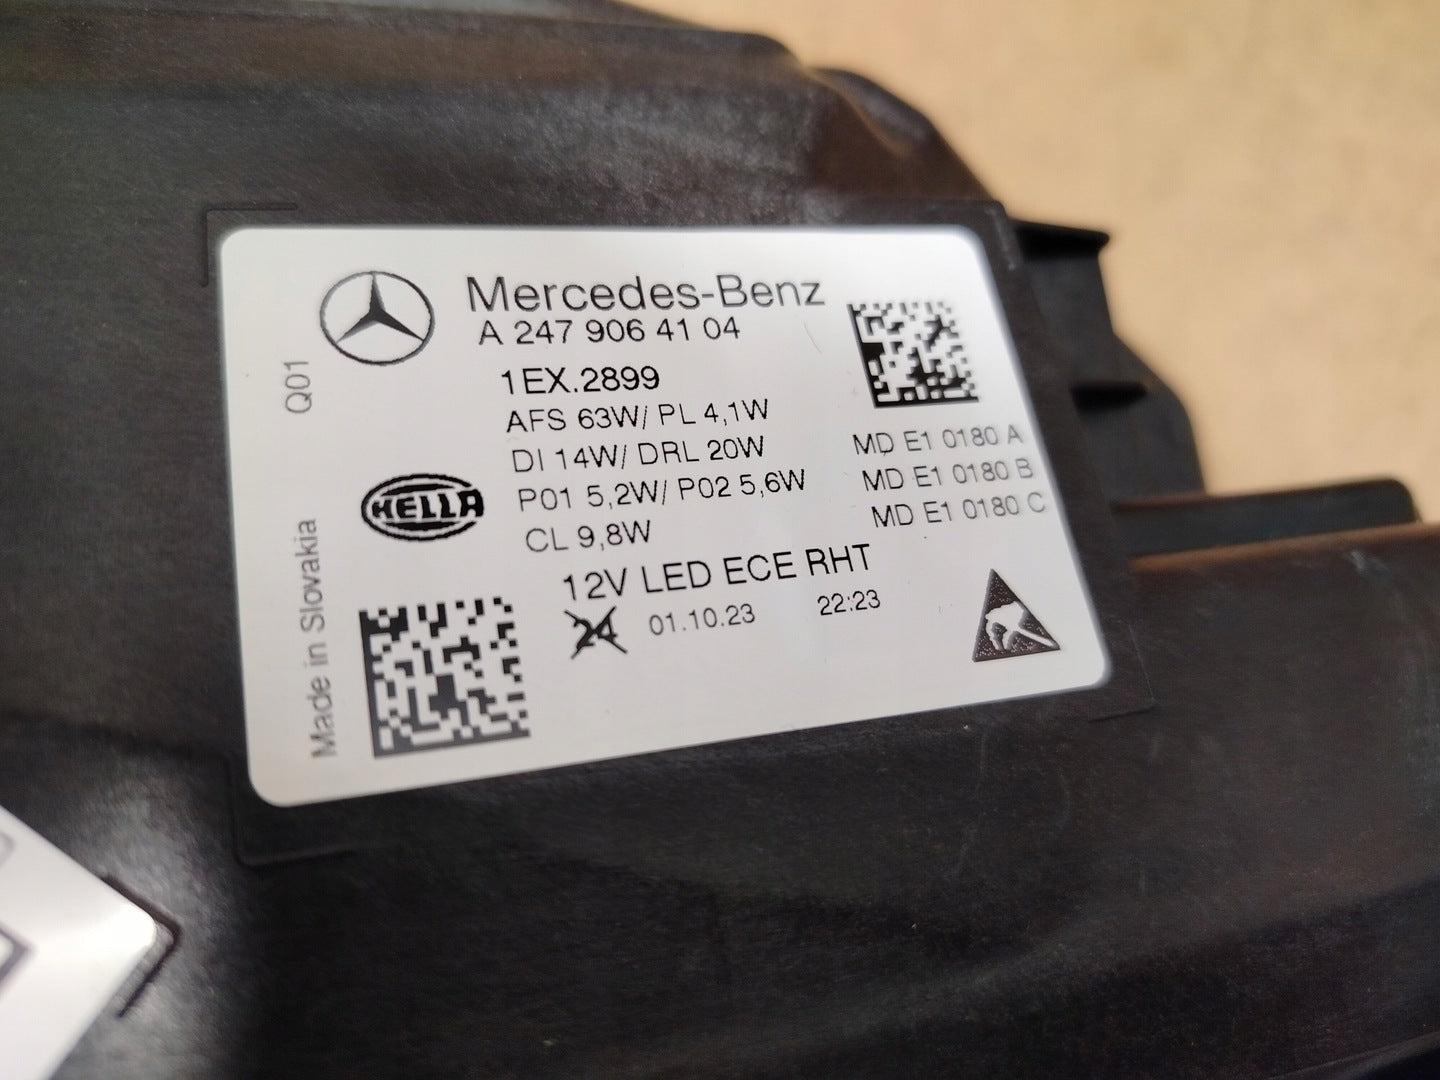 Mercedes-Benz
A 247 906 41 04
1EX.2899
AFS 63W/ PL 4,1W
DI 14W/ DRL 20W
P01 5,2W/ P02 5,6W
CL 9,8W
12V LED ECE RHT
24 01.10.23 22:23
MD E1 0180 A
MD E1 0180 B
MD E1 0180 C
HELLA
Q01
Made in Slovakia